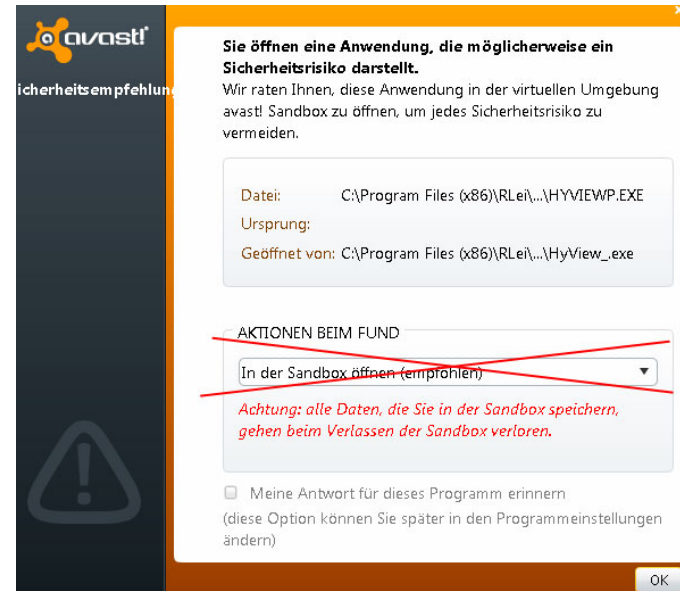 avast!
icherheitsempfehlung
Sie öffnen eine Anwendung, die möglicherweise ein
Sicherheitsrisiko darstellt.
Wir raten Ihnen, diese Anwendung in der virtuellen Umgebung
avast! Sandbox zu öffnen, um jedes Sicherheitsrisiko zu
vermeiden.
Datei: C:\Program Files (x86)\RLei\...\HYVIEWP.EXE
Ursprung:
Geöffnet von: C:\Program Files (x86)\RLei\...\HyView_.exe
AKTIONEN BEIM FUND
In der Sandbox öffnen (empfohlen)
Achtung: alle Daten, die Sie in der Sandbox speichern,
gehen beim Verlassen der Sandbox verloren.
Meine Antwort für dieses Programm erinnern
(diese Option können Sie später in den Programmeinstellungen
ändern)
OK